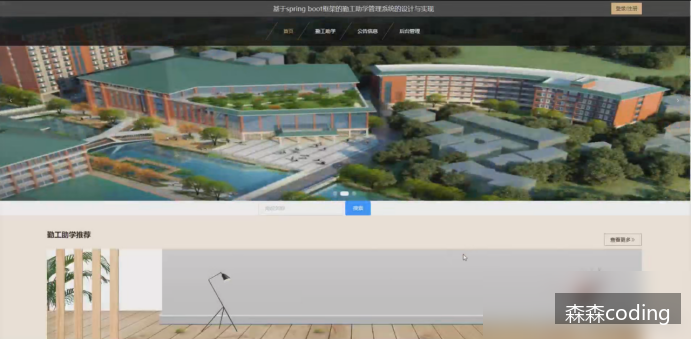 基于spring boot框架的勤工助学管理系统的设计与实现
登录/注册
首页
勤工助学
公告信息
后台管理
搜索
勤工助学推荐
查看更多
森森coding